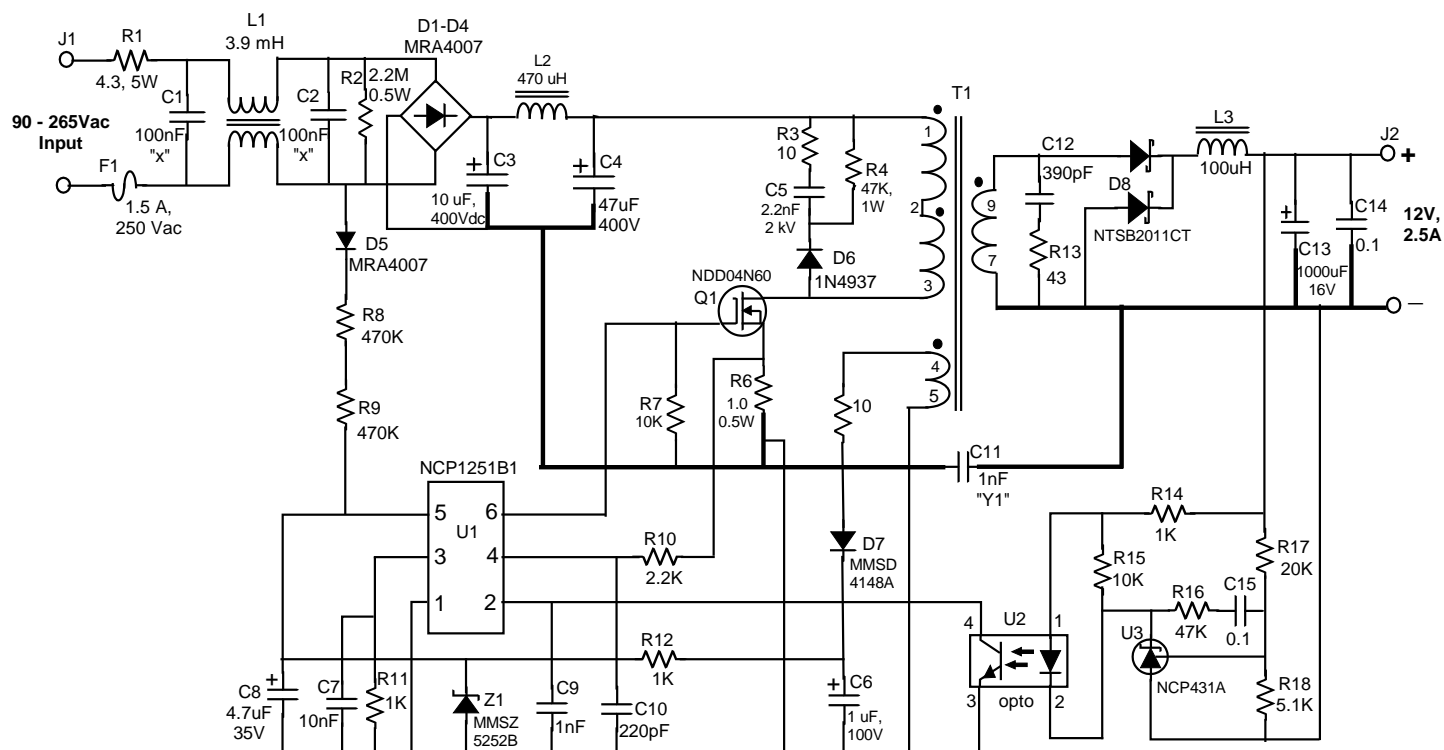 J1
R1
4.3, 5W
L1
3.9 mH
D1-D4
MRA4007
L2
470 uH
T1
90 - 265Vac
Input
F1
1.5 A,
250 Vac
C1
100nF
"x"
C2
100nF
"x"
R2
2.2M
0.5W
C3
+
10 uF,
400Vdc
C4
+
47uF
400V
R3
10
C5
2.2nF
2 kV
R4
47K,
1W
D6
1N4937
1
2
3
4
5
9
7
C12
390pF
R13
43
D8
NTSB2011CT
L3
100uH
J2
+
12V,
2.5A
C13
+
1000uF
16V
C14
0.1
—
D5
MRA4007
R8
470K
R9
470K
NDD04N60
Q1
R7
10K
R6
1.0
0.5W
10
C11
1nF
"Y1"
NCP1251B1
U1
5
6
3
4
1
2
R10
2.2K
D7
MMSD
4148A
R14
1K
R15
10K
R17
20K
R16
47K
C15
0.1
U3
NCP431A
R18
5.1K
U2
4
1
3
2
opto
R12
1K
C8
+
4.7uF
35V
C7
10nF
R11
1K
Z1
MMSZ
5252B
C9
1nF
C10
220pF
C6
+
1 uF,
100V